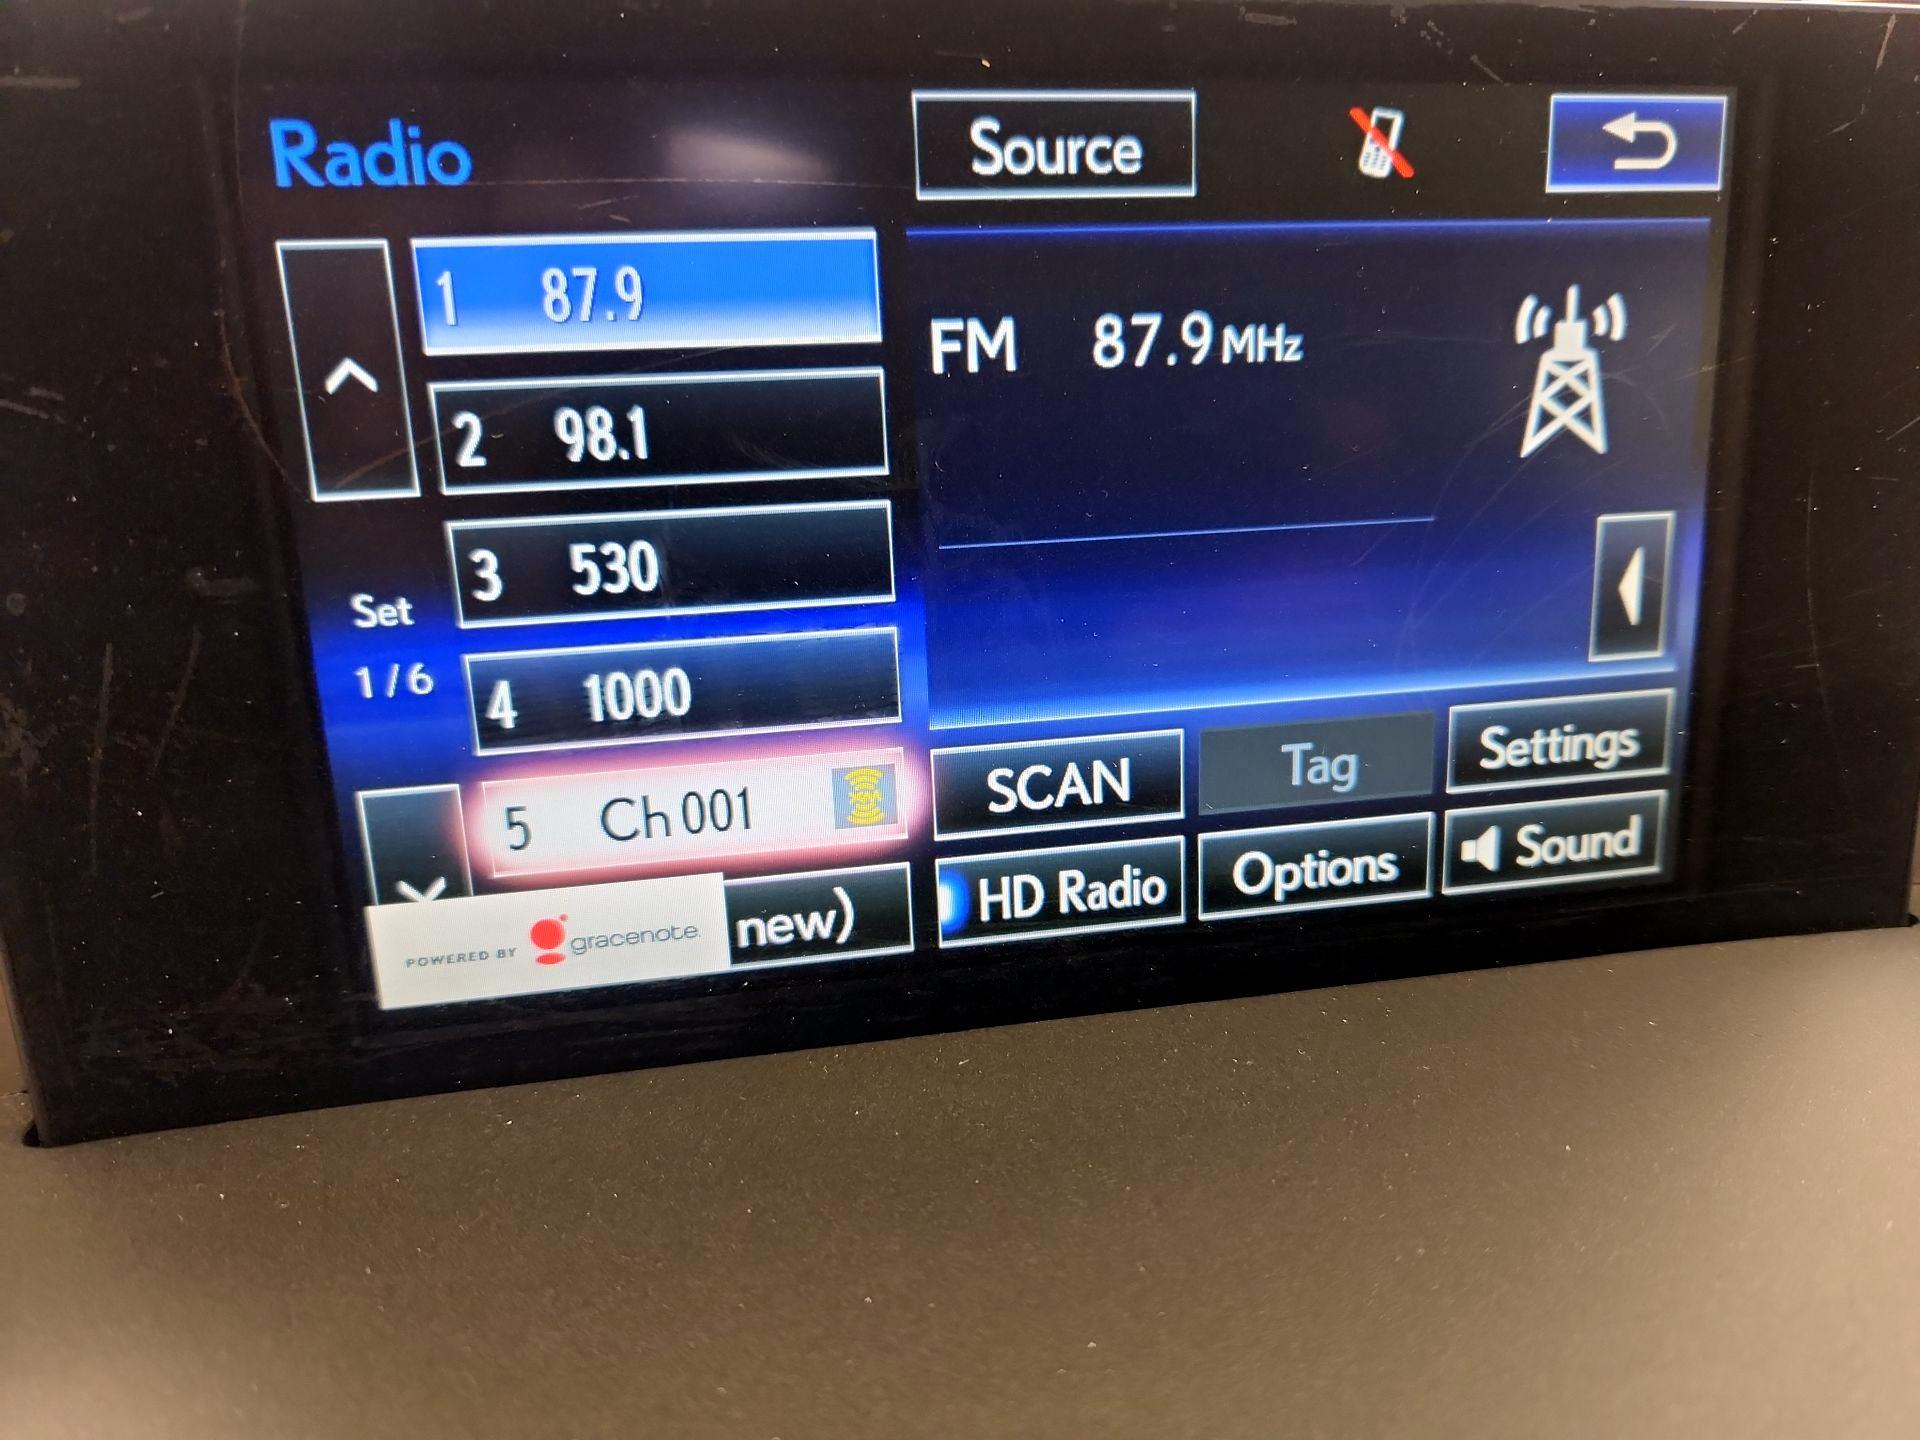 Radio
Source
1 87.9
2 98.1
3 530
4 1000
5 Ch 001
new)
Set
1/6
POWERED BY gracenote.
FM 87.9 MHz
SCAN
Tag
Settings
HD Radio
Options
Sound